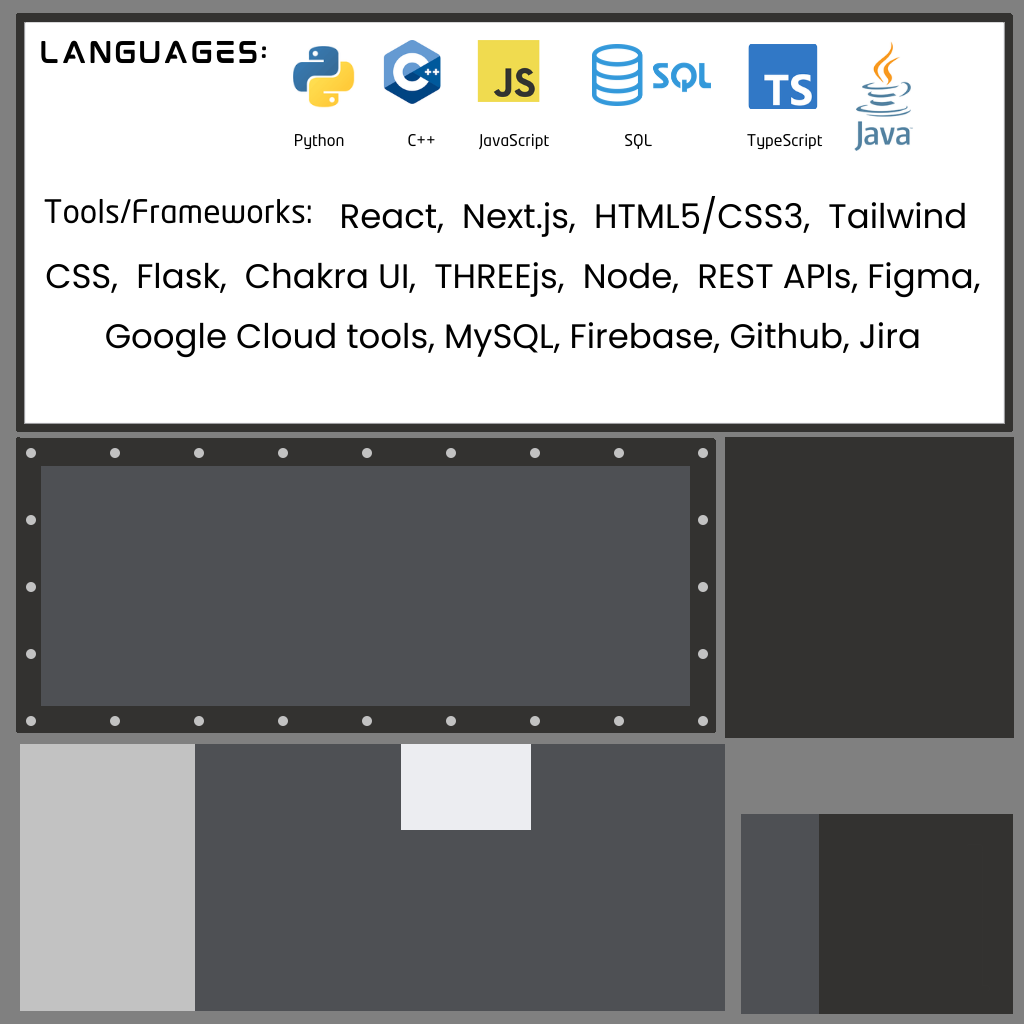 LANGUAGES:
C ++ JS SQL TS Java
Python C++ JavaScript SQL TypeScript
Tools/Frameworks: React, Next.js, HTML5/CSS3, Tailwind
CSS, Flask, Chakra UI, THREEjs, Node, REST APIs, Figma,
Google Cloud tools, MySQL, Firebase, Github, Jira